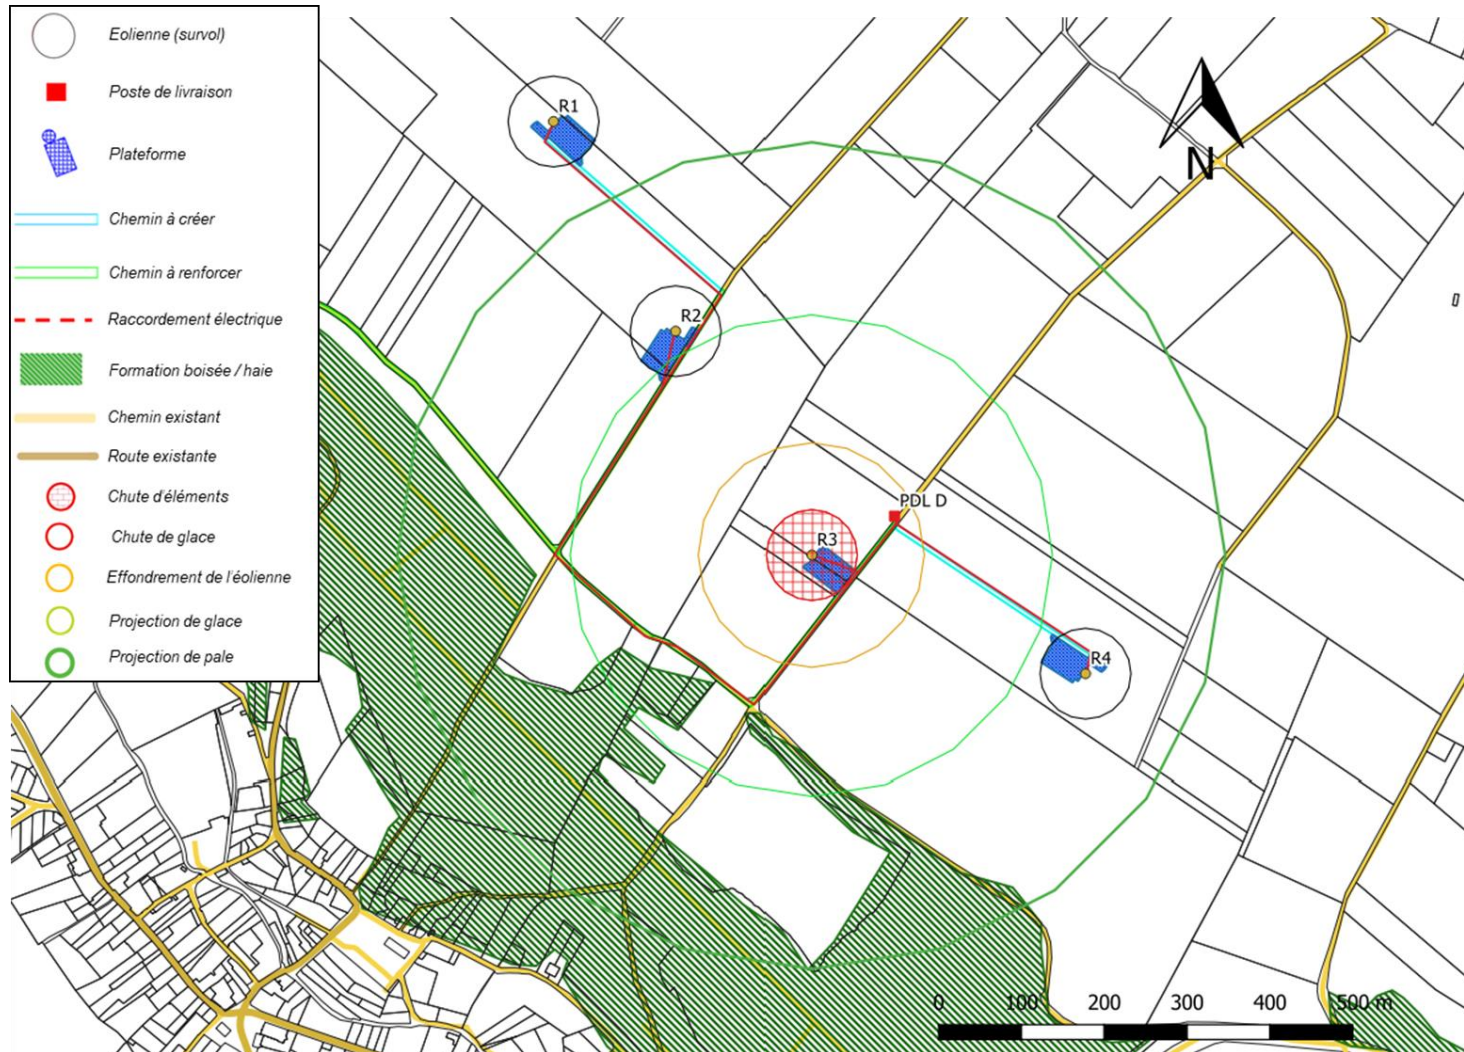 Eolienne (survol)
Poste de livraison
Plateforme
Chemin à créer
Chemin à renforcer
Raccordement électrique
Formation boisée / haie
Chemin existant
Route existante
Chute d'éléments
Chute de glace
Effondrement de l'éolienne
Projection de glace
Projection de pale
R1
N
R2
PDL D
R3
R4
0 100 200 300 400 500 m